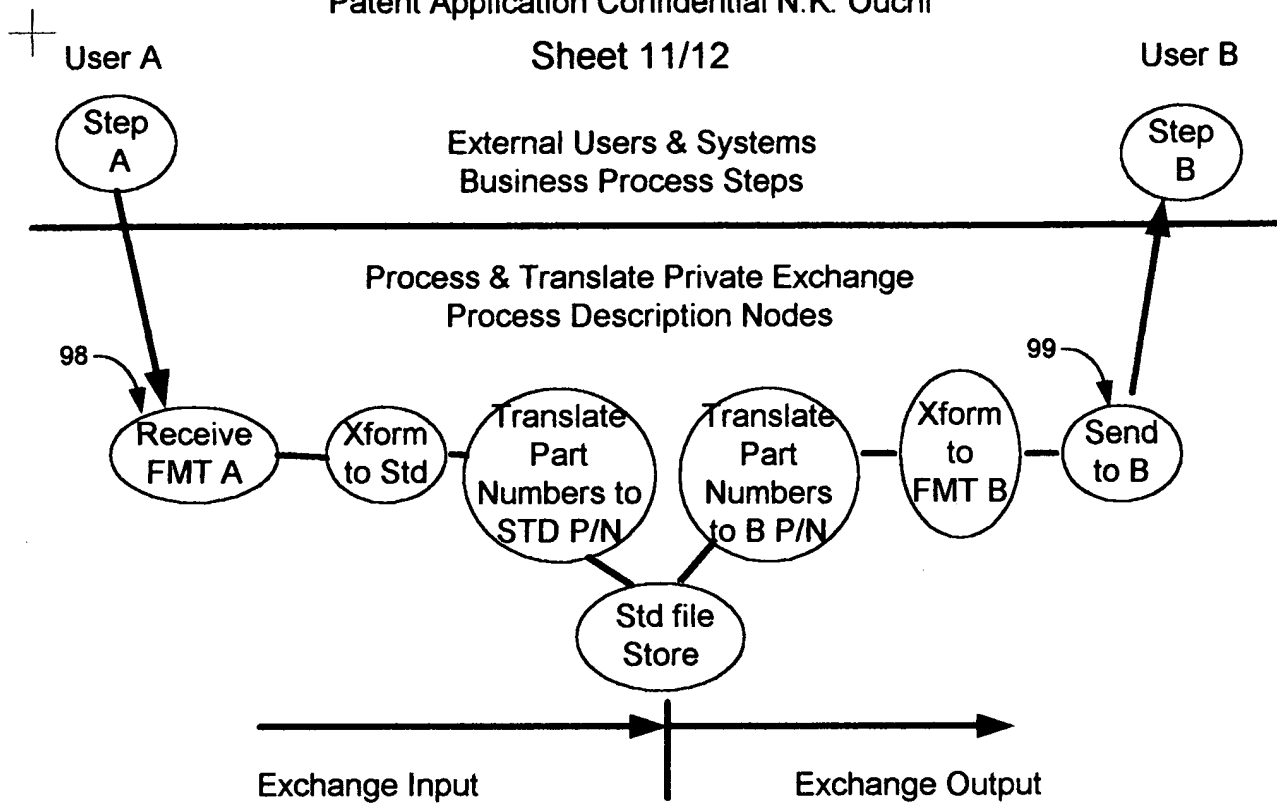 Patent Application Confidential N.K. Ouchi
Sheet 11/12
User A
User B
Step
A
Step
B
External Users & Systems
Business Process Steps
Process & Translate Private Exchange
Process Description Nodes
98
99
Receive
FMT A
Xform
to Std
Translate
Part
Numbers to
STD P/N
Translate
Part
Numbers
to B P/N
Xform
to
FMT B
Send
to B
Std file
Store
Exchange Input
Exchange Output